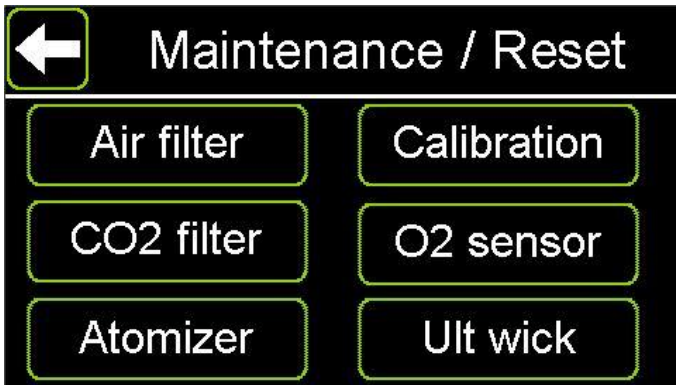 Maintenance / Reset
Air filter
Calibration
CO2 filter
O2 sensor
Atomizer
Ult wick